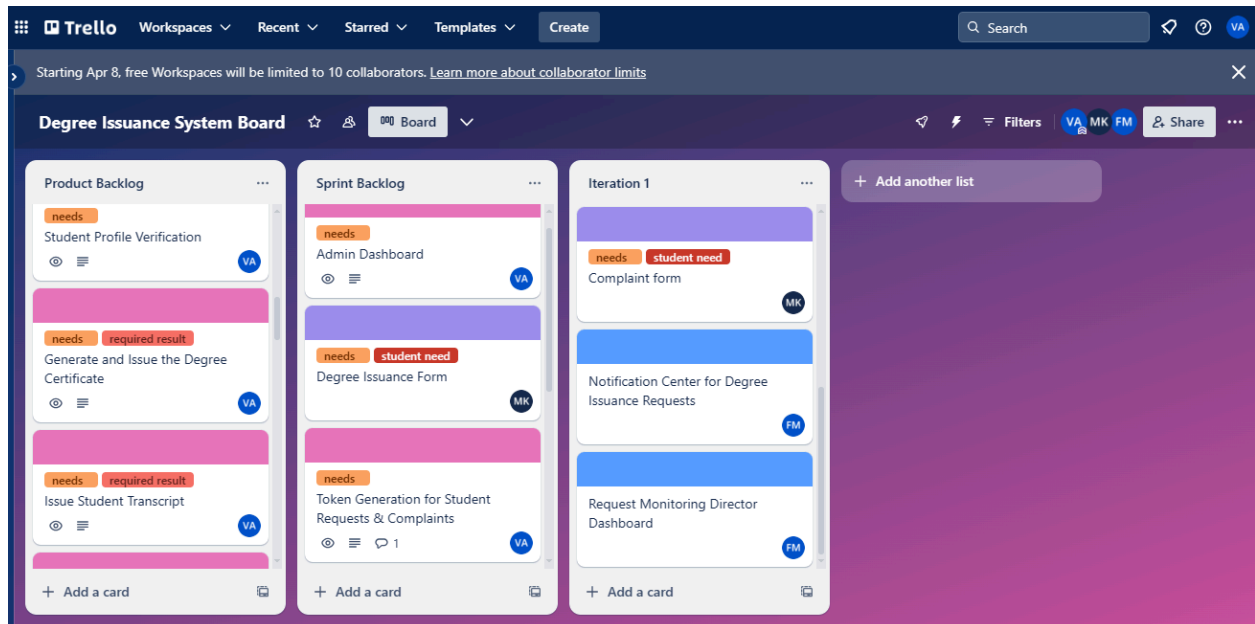 Trello Workspaces Recent Starred Templates Create Search VA
Starting Apr 8, free Workspaces will be limited to 10 collaborators. Learn more about collaborator limits
Degree Issuance System Board Board Filters VA MK FM Share
Product Backlog
needs
Student Profile Verification
VA
needs required result
Generate and Issue the Degree
Certificate
VA
needs required result
Issue Student Transcript
VA
+ Add a card
Sprint Backlog
needs
Admin Dashboard
VA
needs student need
Degree Issuance Form
MK
needs
Token Generation for Student
Requests & Complaints
1 VA
+ Add a card
Iteration 1
needs student need
Complaint form
MK
Notification Center for Degree
Issuance Requests
FM
Request Monitoring Director
Dashboard
FM
+ Add a card
+ Add another list